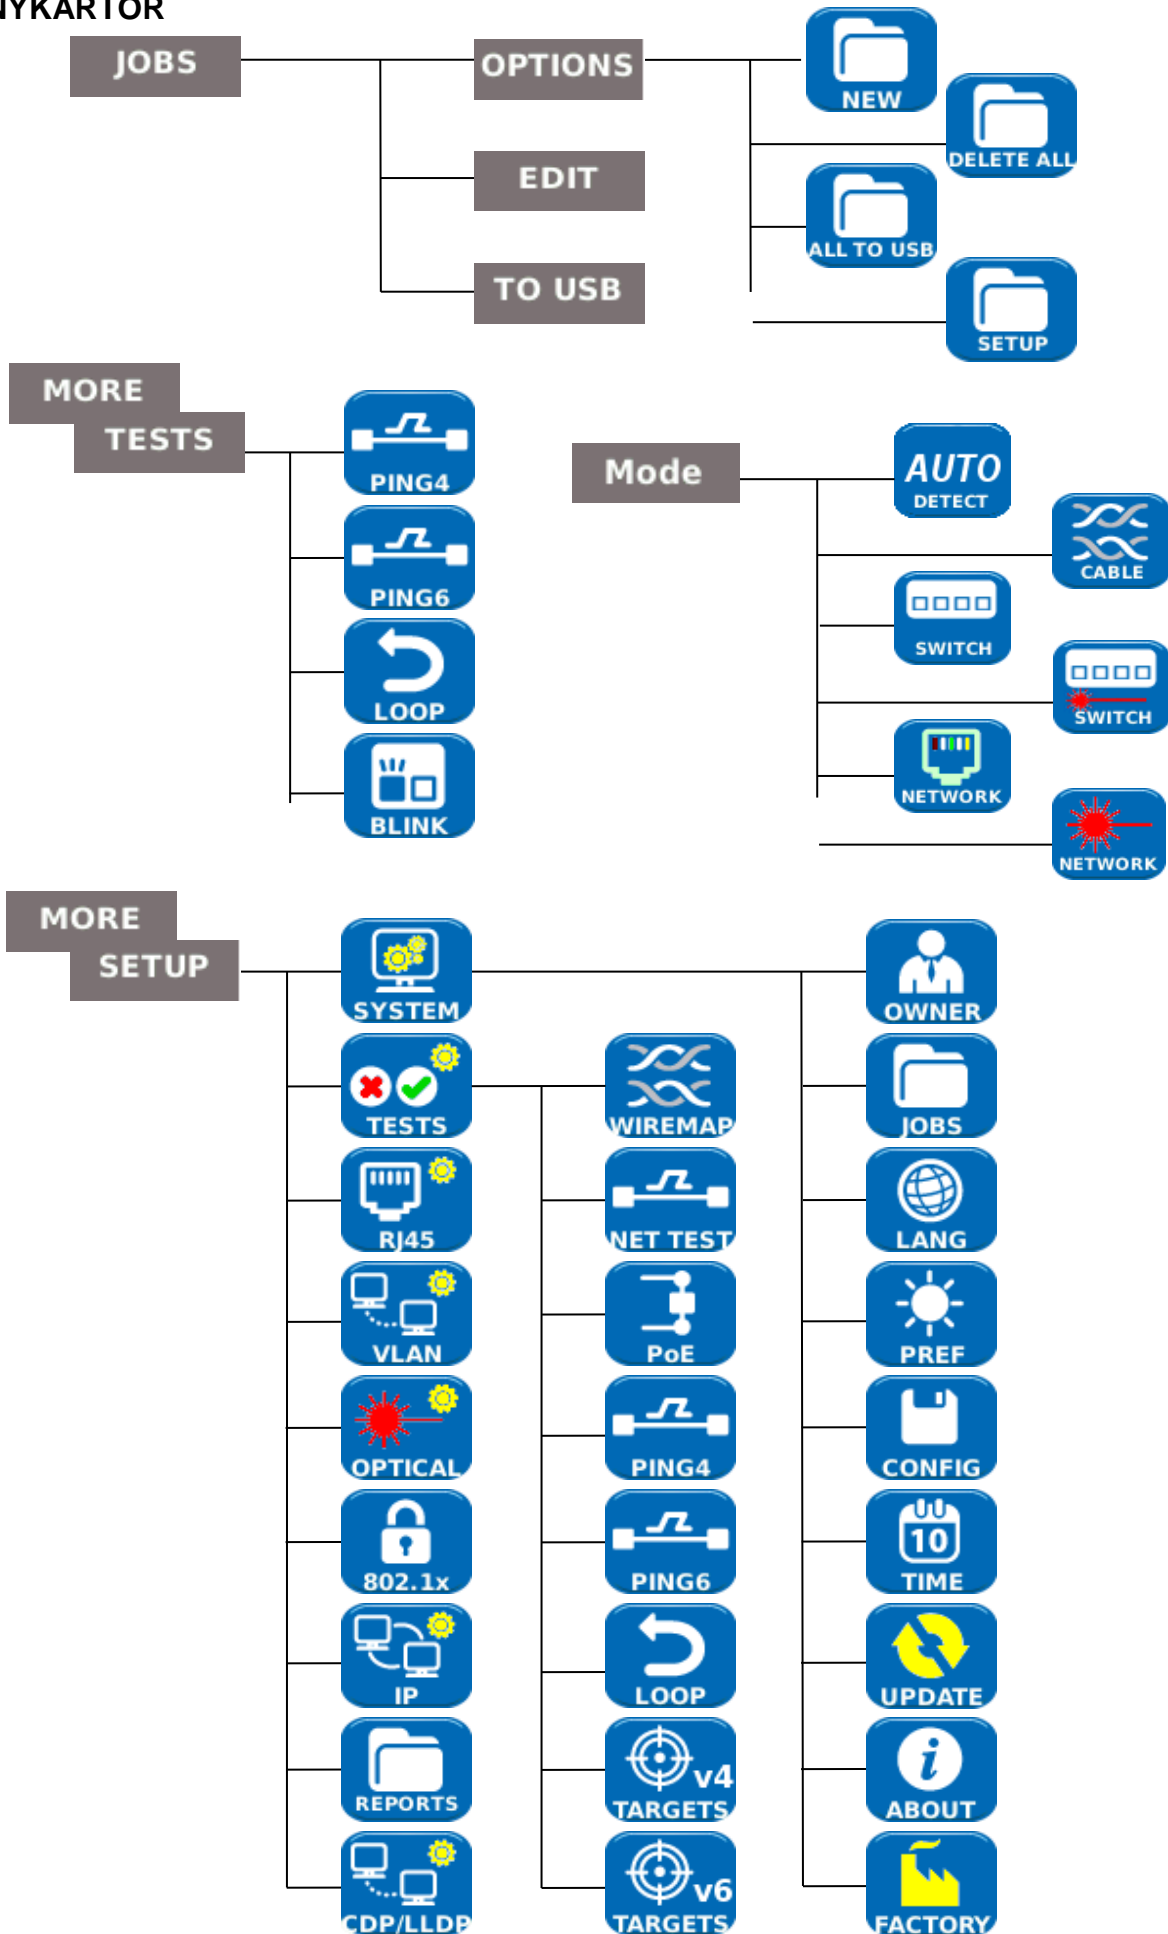 NYKARTOR
JOBS
OPTIONS
NEW
DELETE ALL
EDIT
ALL TO USB
TO USB
SETUP
MORE
TESTS
PING4
PING6
LOOP
BLINK
Mode
AUTO
DETECT
CABLE
SWITCH
SWITCH
NETWORK
NETWORK
MORE
SETUP
SYSTEM
TESTS
RJ45
VLAN
OPTICAL
802.1x
IP
REPORTS
CDP/LLDP
WIREMAP
NET TEST
PoE
PING4
PING6
LOOP
v4
TARGETS
v6
TARGETS
OWNER
JOBS
LANG
PREF
CONFIG
10
TIME
UPDATE
i
ABOUT
FACTORY